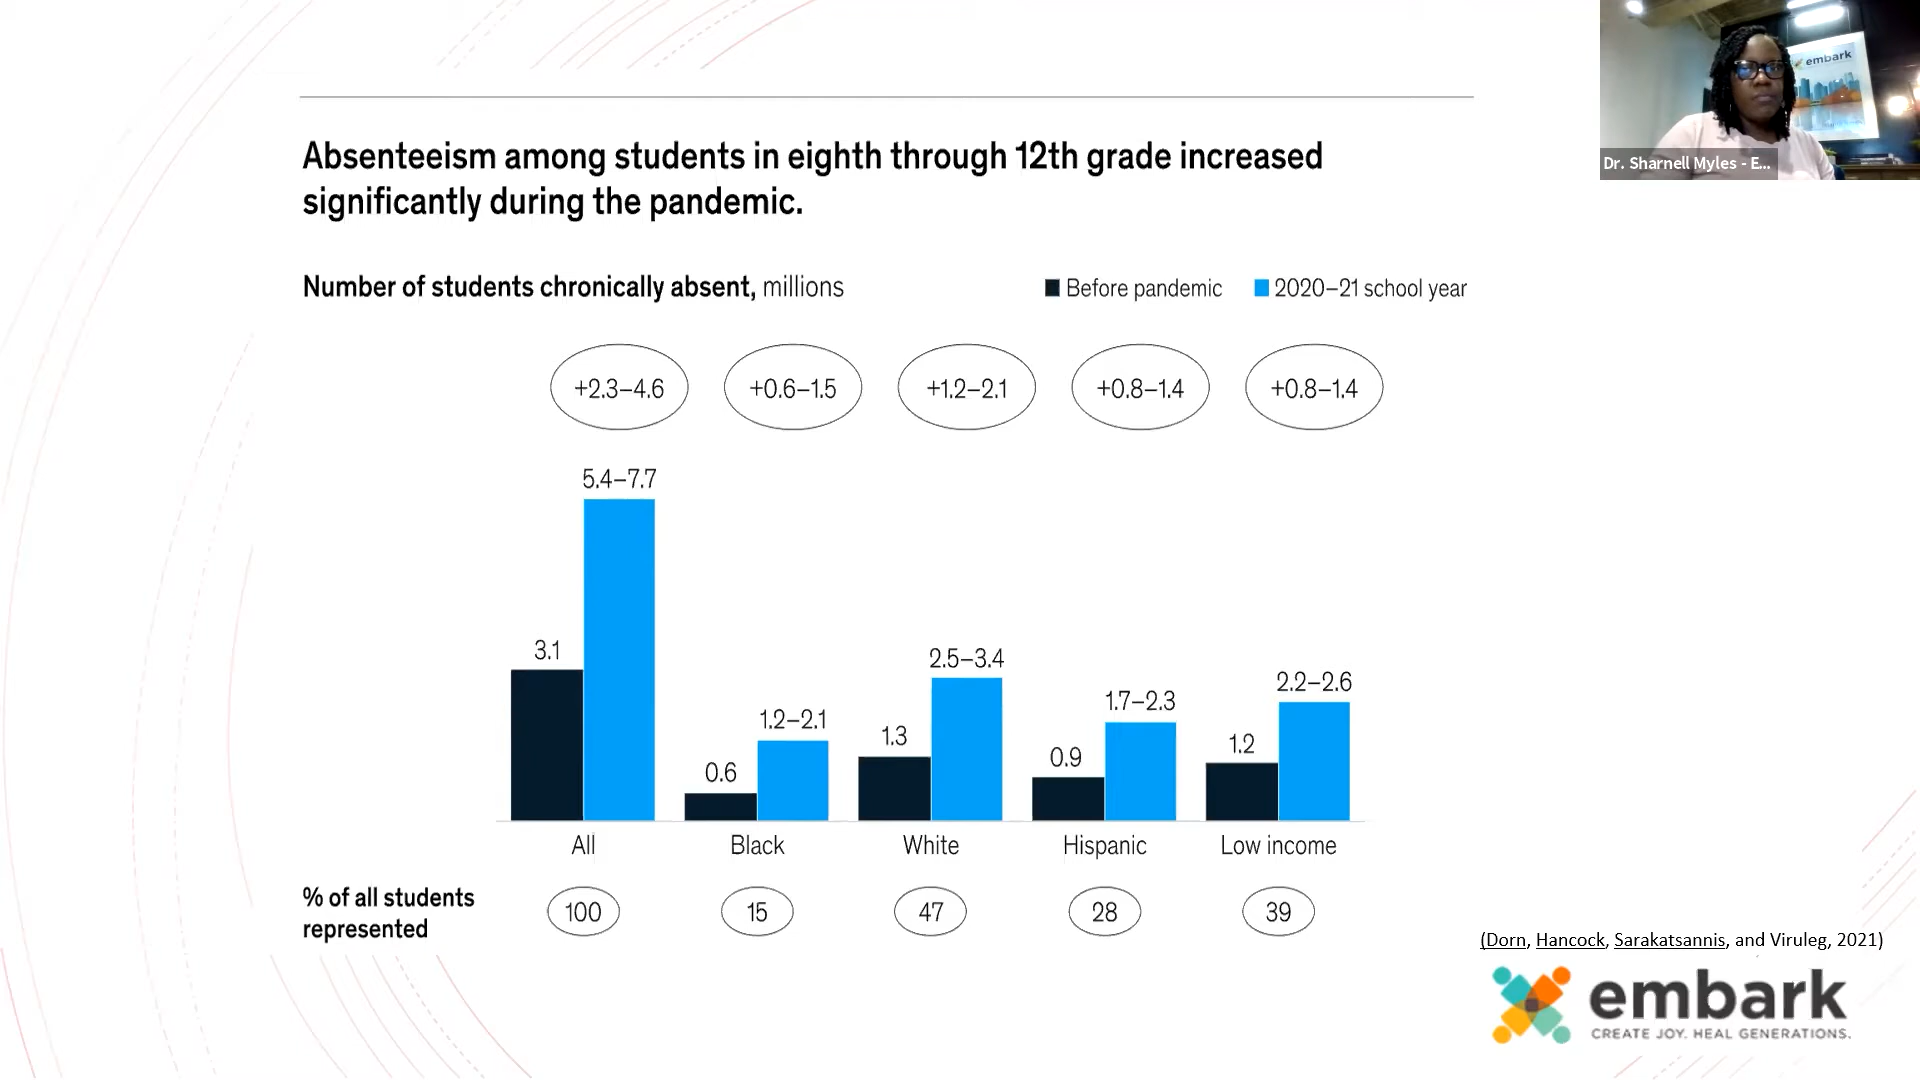 embark
Dr. Sharnell Myles - E...
Absenteeism among students in eighth through 12th grade increased
significantly during the pandemic.
Number of students chronically absent, millions
Before pandemic
2020–21 school year
+2.3–4.6
+0.6–1.5
+1.2–2.1
+0.8–1.4
+0.8–1.4
5.4–7.7
3.1
2.5–3.4
2.2–2.6
1.7–2.3
1.2–2.1
1.3
1.2
0.9
0.6
All
Black
White
Hispanic
Low income
% of all students
represented
100
15
47
28
39
(Dorn, Hancock, Sarakatsannis, and Viruleg, 2021)
embark
CREATE JOY. HEAL GENERATIONS.